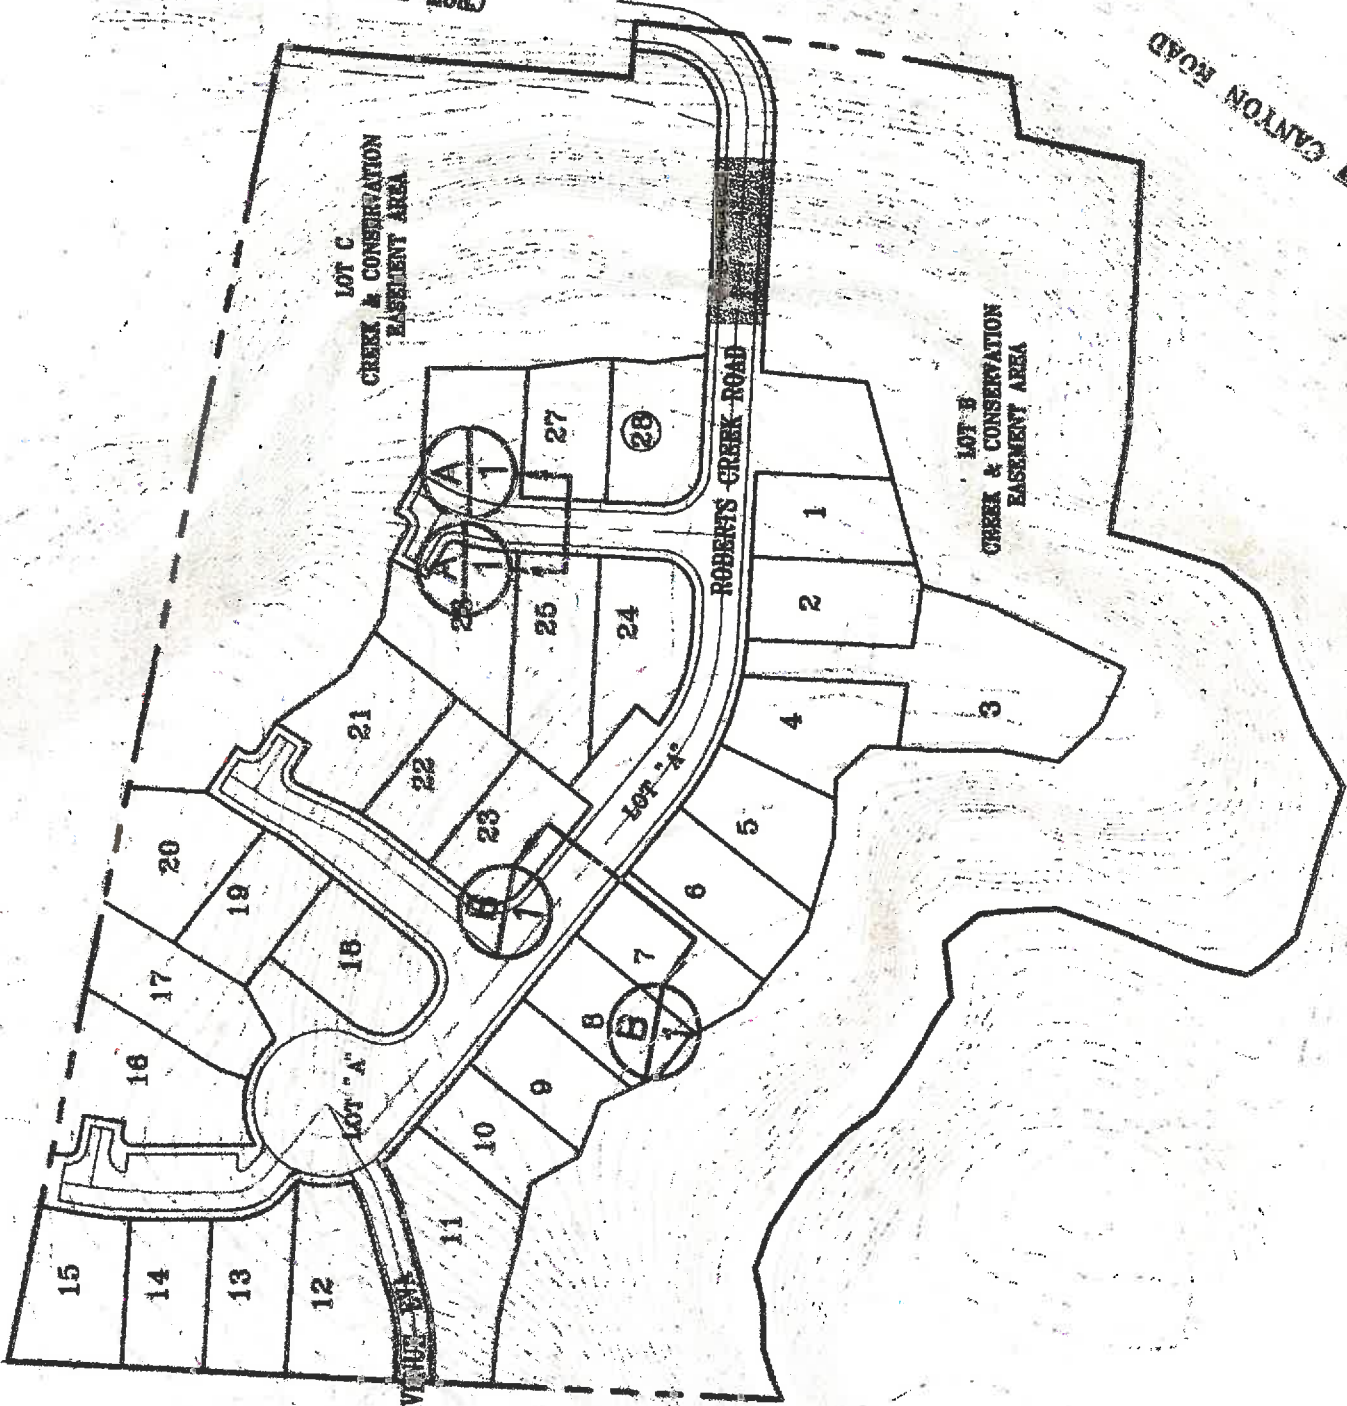 CANYON ROAD
LOT C
CREEK & CONSERVATION
EASEMENT AREA
LOT B
CREEK & CONSERVATION
EASEMENT AREA
ROBERTS CREEK ROAD
27
28
A
1
A
1
25
24
1
2
3
4
5
6
7
8
9
10
11
12
13
14
15
16
17
18
19
20
21
22
23
B
1
B
1
LOT "A"
LOT "A"